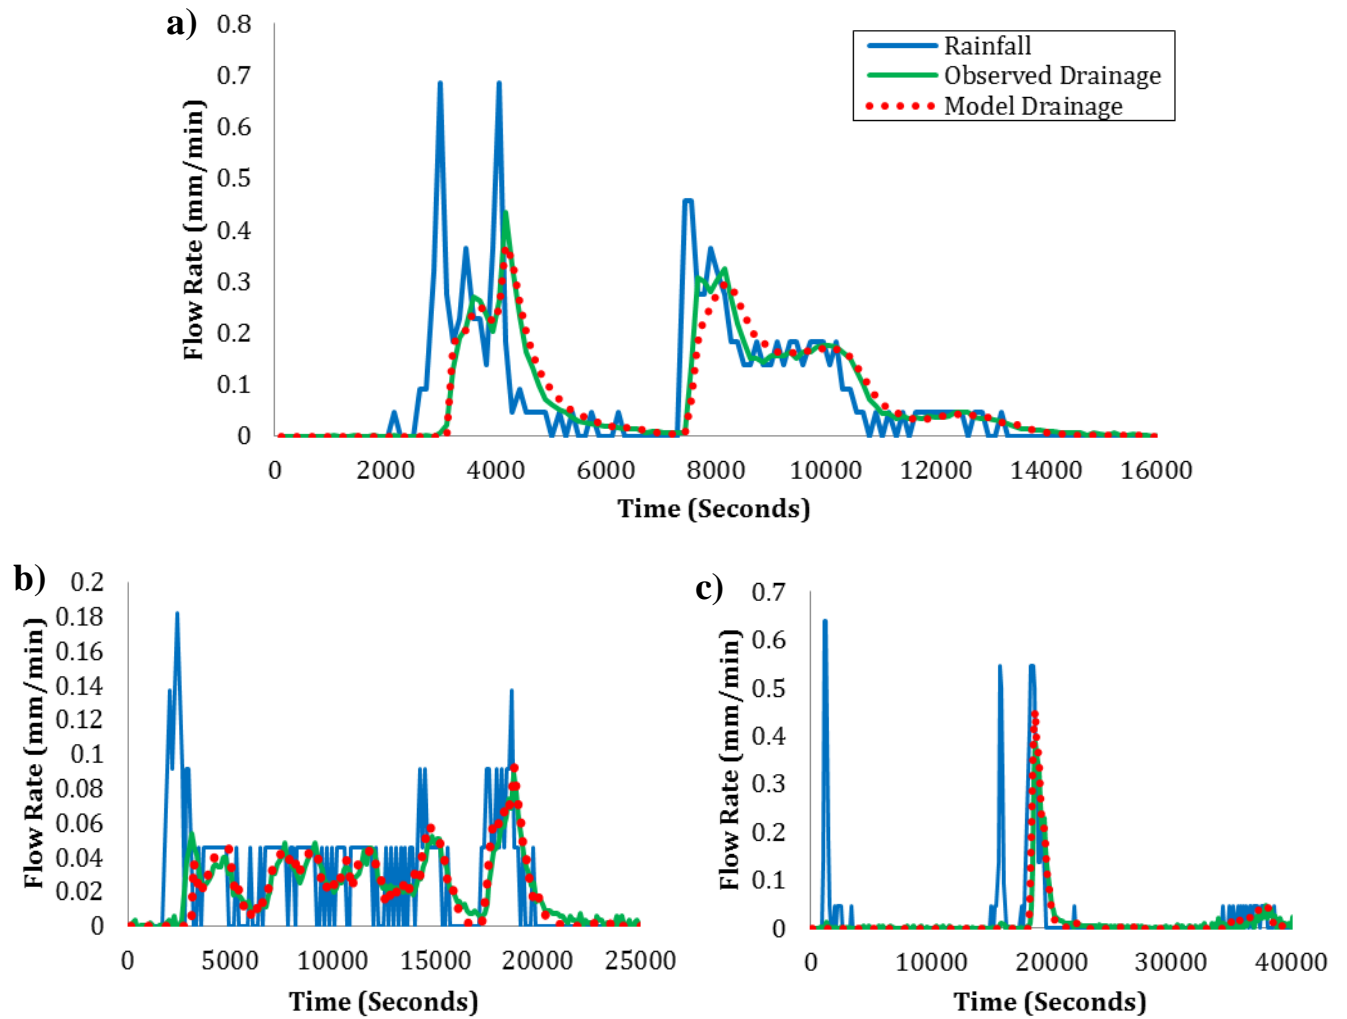 a)
0.8
0.7
0.6
0.5
0.4
0.3
0.2
0.1
0
Flow Rate (mm/min)
Rainfall
Observed Drainage
Model Drainage
0 2000 4000 6000 8000 10000 12000 14000 16000
Time (Seconds)
b)
0.2
0.18
0.16
0.14
0.12
0.1
0.08
0.06
0.04
0.02
0
Flow Rate (mm/min)
0 5000 10000 15000 20000 25000
Time (Seconds)
c)
0.7
0.6
0.5
0.4
0.3
0.2
0.1
0
Flow Rate (mm/min)
0 10000 20000 30000 40000
Time (Seconds)